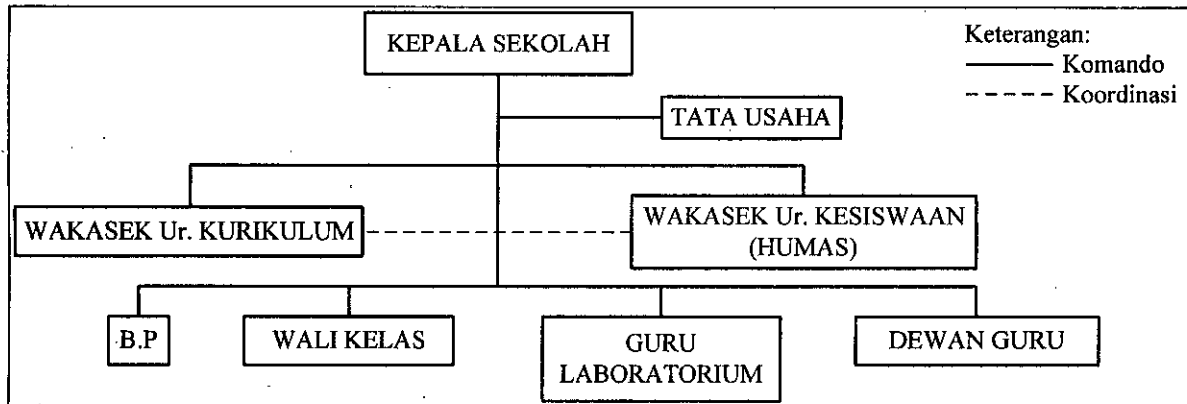 KEPALA SEKOLAH
Keterangan:
Komando
Koordinasi
TATA USAHA
WAKASEK Ur. KURIKULUM
WAKASEK Ur. KESISWAAN
(HUMAS)
B.P
WALI KELAS
GURU
LABORATORIUM
DEWAN GURU